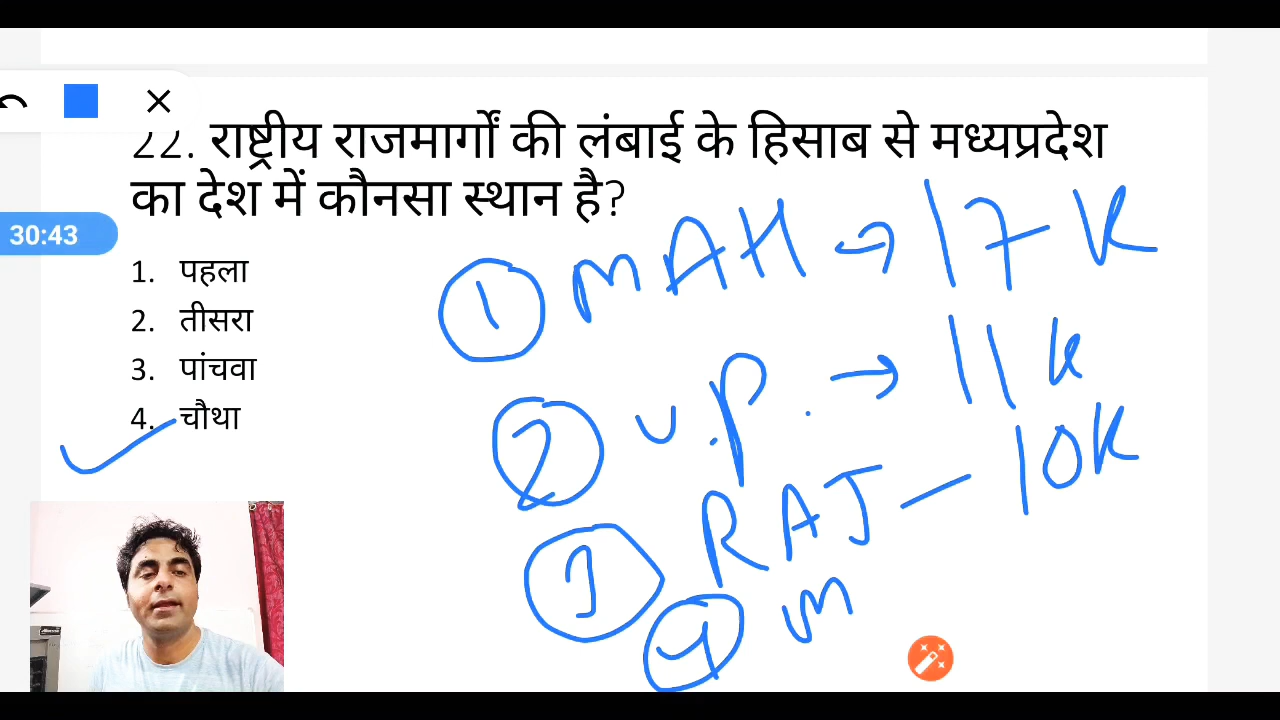 22. राष्ट्रीय राजमार्गों की लंबाई के हिसाब से मध्यप्रदेश
का देश में कौनसा स्थान है?
30:43
1. पहला
2. तीसरा
3. पांचवा
4. चौथा
1 MAH → 17K
2 U.P. → 11K
3 RAJ - 10K
4 M